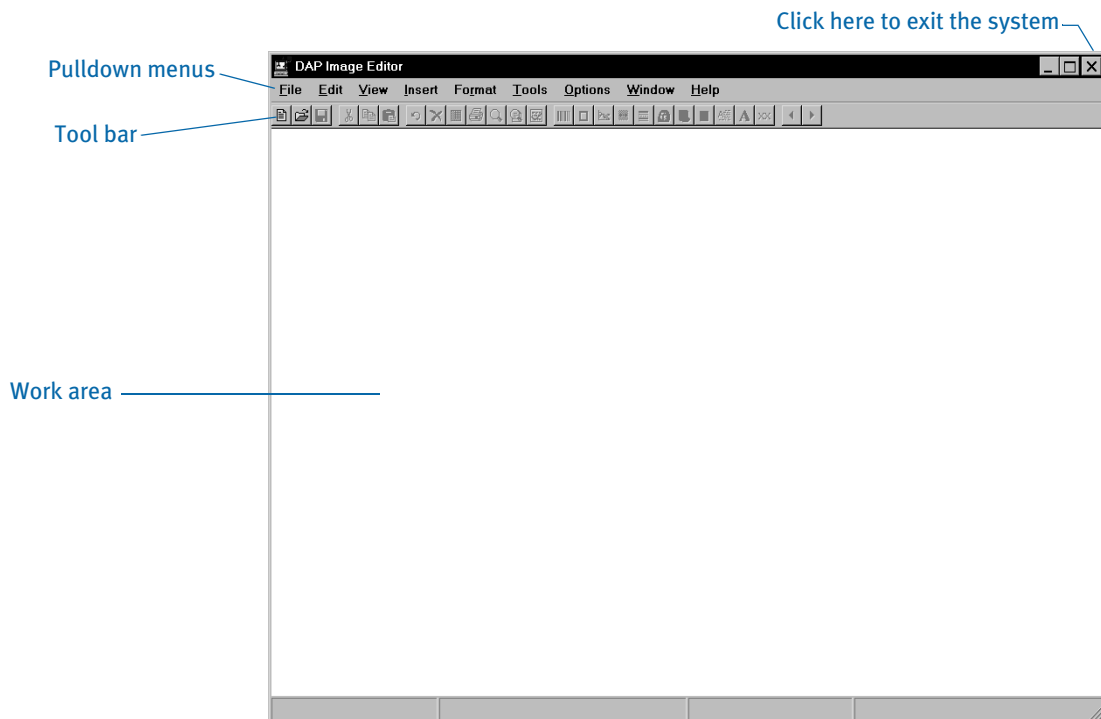 Click here to exit the system
Pulldown menus
DAP Image Editor
File Edit View Insert Format Tools Options Window Help
Tool bar
Work area